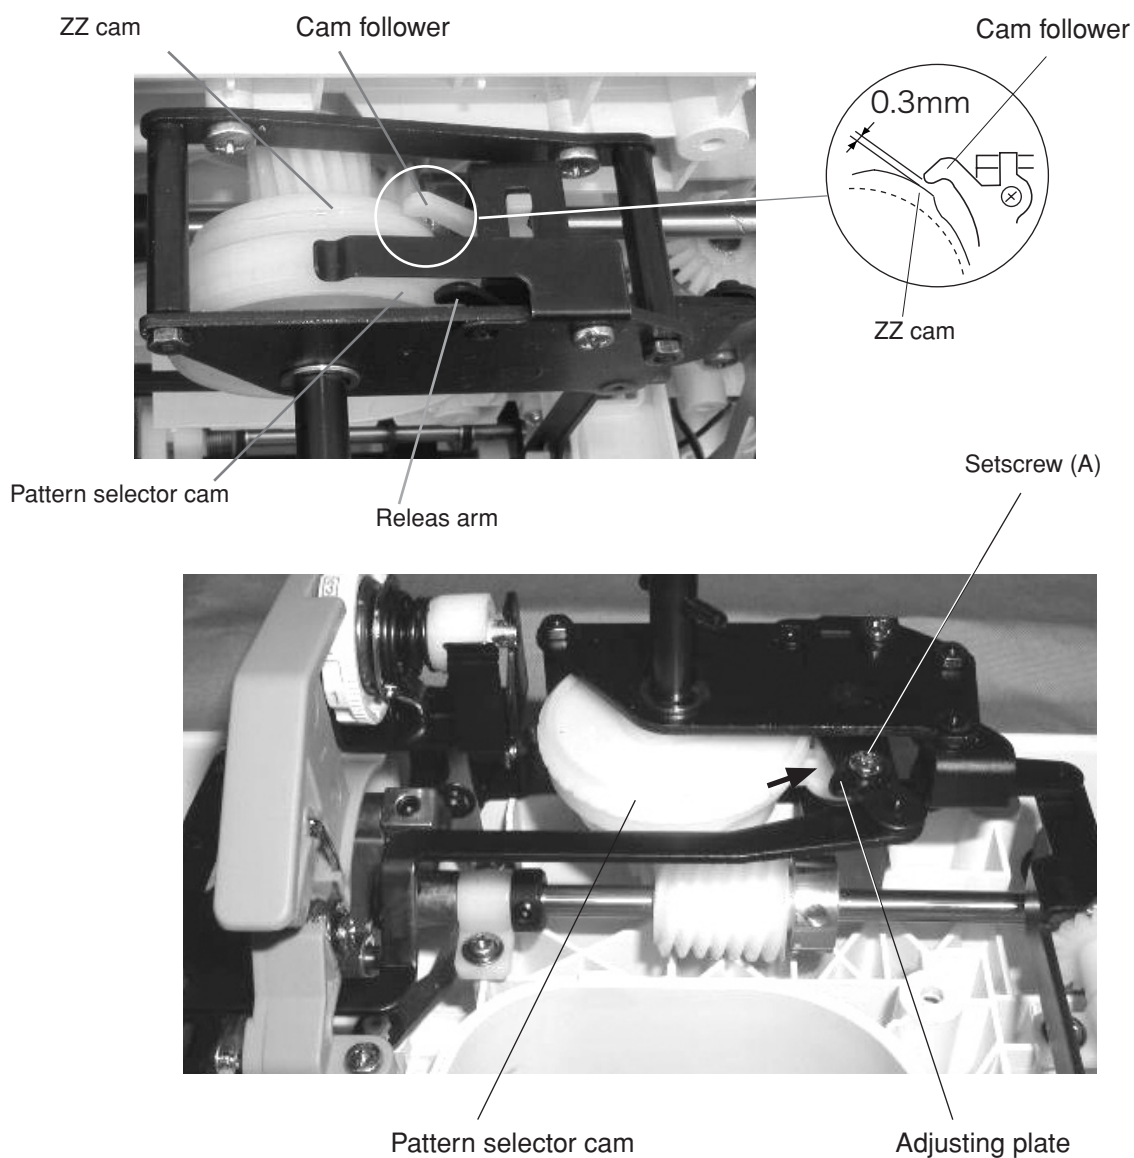 ZZ cam
Cam follower
Cam follower
0.3mm
ZZ cam
Pattern selector cam
Releas arm
Setscrew (A)
3
Pattern selector cam
Adjusting plate